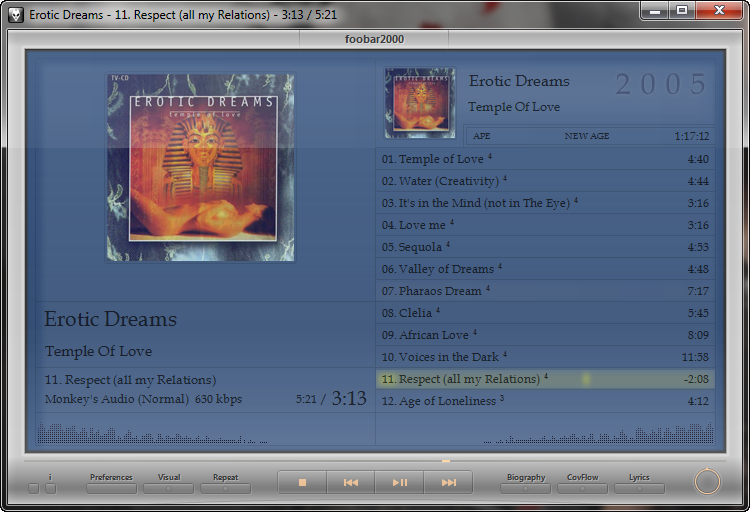 Erotic Dreams - 11. Respect (all my Relations) - 3:13 / 5:21
foobar2000
TV-CD
EROTIC DREAMS
temple of love
Erotic Dreams
Temple Of Love
11. Respect (all my Relations)
Monkey's Audio (Normal) 630 kbps 5:21 / 3:13
EROTIC DREAMS
Erotic Dreams 2005
Temple Of Love
APE NEW AGE 1:17:12
01. Temple of Love 4 4:40
02. Water (Creativity) 4 4:44
03. It's in the Mind (not in The Eye) 4 3:16
04. Love me 4 3:16
05. Sequola 4 4:53
06. Valley of Dreams 4 4:48
07. Pharaos Dream 4 7:17
08. Clelia 4 5:45
09. African Love 4 8:09
10. Voices in the Dark 4 11:58
11. Respect (all my Relations) 4 -2:08
12. Age of Loneliness 3 4:12
i Preferences Visual Repeat Biography CovFlow Lyrics